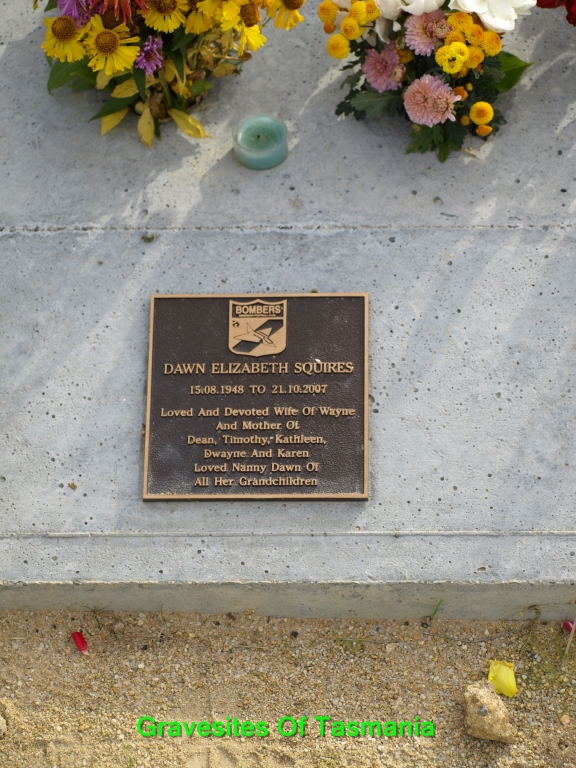 BOMBERS
DAWN ELIZABETH SQUIRES
15.08.1948 TO 21.10.2007
Loved And Devoted Wife Of Wayne
And Mother Of
Dean, Timothy, Kathleen,
Dwayne And Karen
Loved Nanny Dawn Of
All Her Grandchildren
Gravesites Of Tasmania